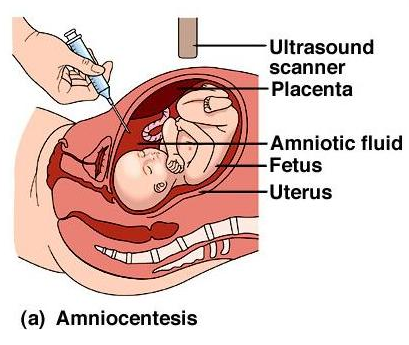 Ultrasound
scanner
Placenta
Amniotic fluid
Fetus
Uterus
(a) Amniocentesis